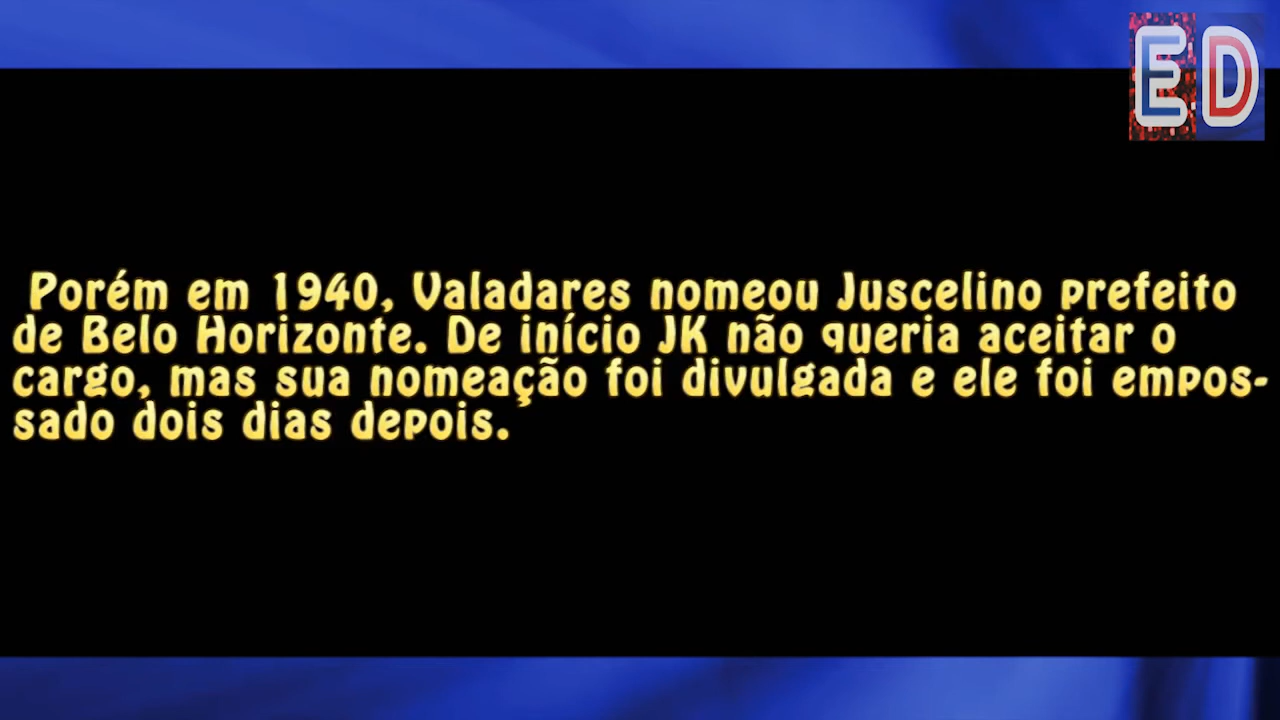 ED
Porém em 1940, Valadares nomeou Juscelino prefeito
de Belo Horizonte. De início JK não queria aceitar o
cargo, mas sua nomeação foi divulgada e ele foi empos-
sado dois dias depois.